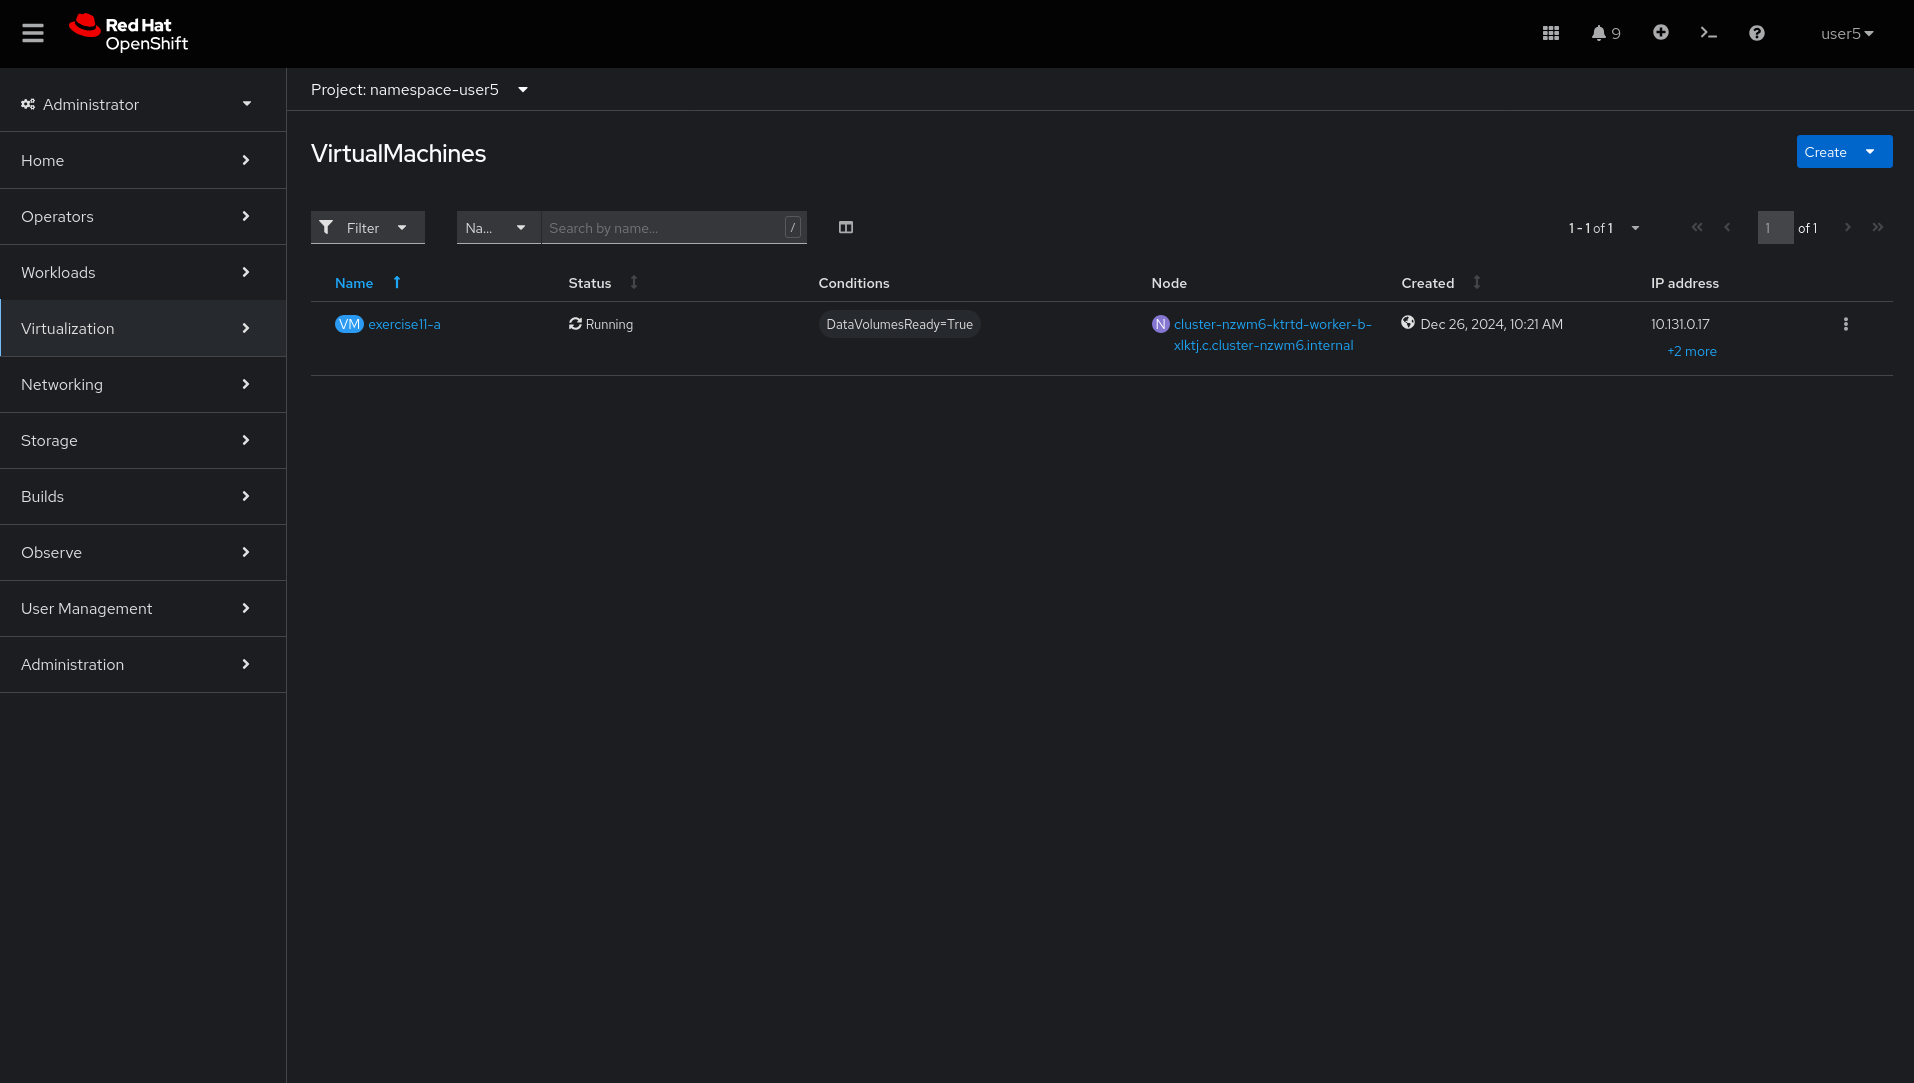 Red Hat
OpenShift
9
user5
Administrator
Home
Operators
Workloads
Virtualization
Networking
Storage
Builds
Observe
User Management
Administration
Project: namespace-user5
VirtualMachines
Create
Filter
Na...
Search by name...
/
1 - 1 of 1
1
of 1
Name
Status
Conditions
Node
Created
IP address
VM exercise11-a
Running
DataVolumesReady=True
N cluster-nzwm6-ktrtd-worker-b-
xlktj.c.cluster-nzwm6.internal
Dec 26, 2024, 10:21 AM
10.131.0.17
+2 more